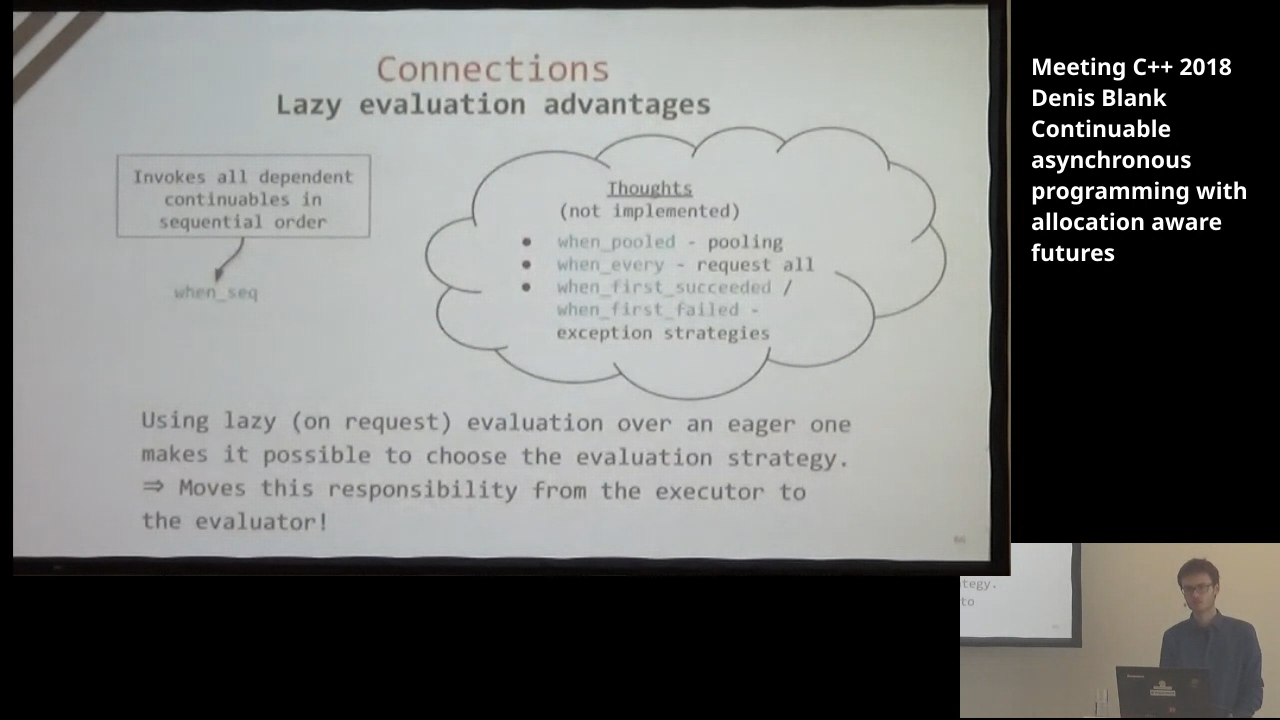 Connections
Lazy evaluation advantages
Invokes all dependent
continuables in
sequential order
when_seq
Thoughts
(not implemented)
● when_pooled - pooling
● when_every - request all
● when_first_succeeded /
when_first_failed -
exception strategies
Using lazy (on request) evaluation over an eager one
makes it possible to choose the evaluation strategy.
⇒ Moves this responsibility from the executor to
the evaluator!
Meeting C++ 2018
Denis Blank
Continuable
asynchronous
programming with
allocation aware
futures
tegy.
to